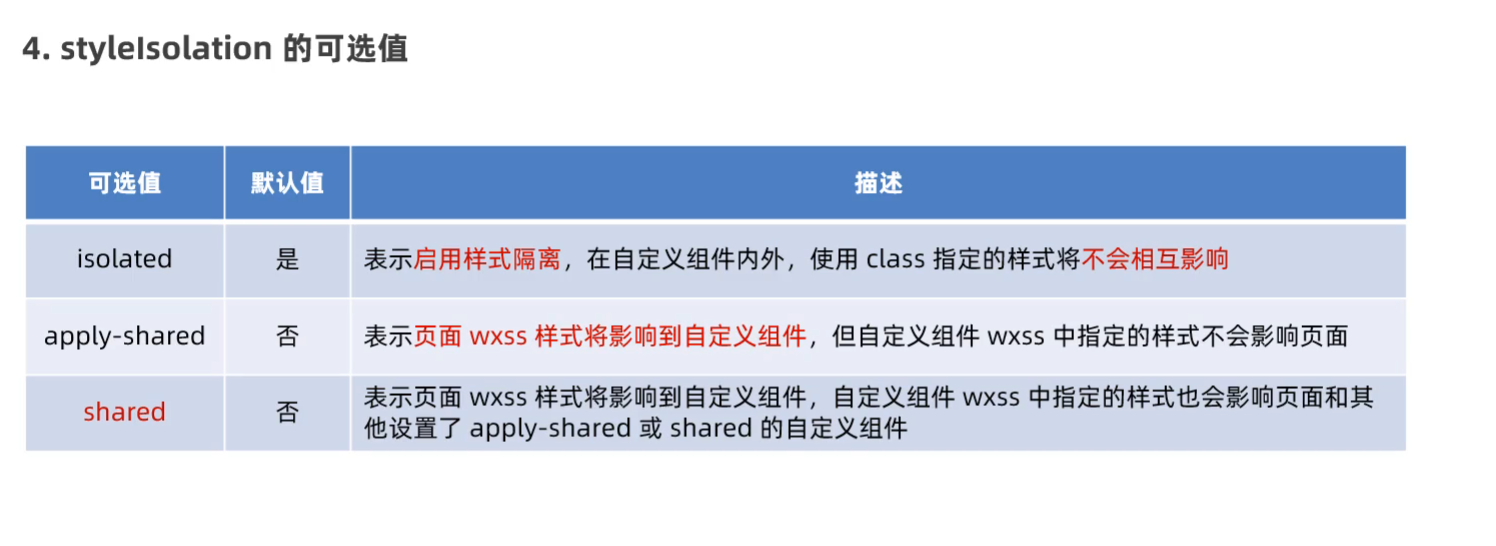 4. styleIsolation 的可选值
可选值 默认值 描述
isolated 是 表示启用样式隔离，在自定义组件内外，使用 class 指定的样式将不会相互影响
apply-shared 否 表示页面 wxss 样式将影响到自定义组件，但自定义组件 wxss 中指定的样式不会影响页面
shared 否 表示页面 wxss 样式将影响到自定义组件，自定义组件 wxss 中指定的样式也会影响页面和其
他设置了 apply-shared 或 shared 的自定义组件